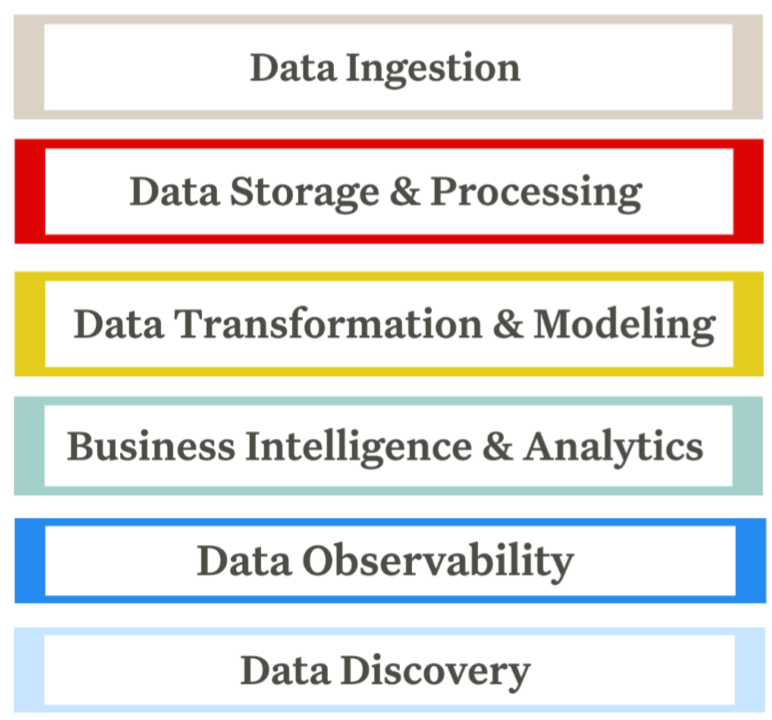 Data Ingestion
Data Storage & Processing
Data Transformation & Modeling
Business Intelligence & Analytics
Data Observability
Data Discovery